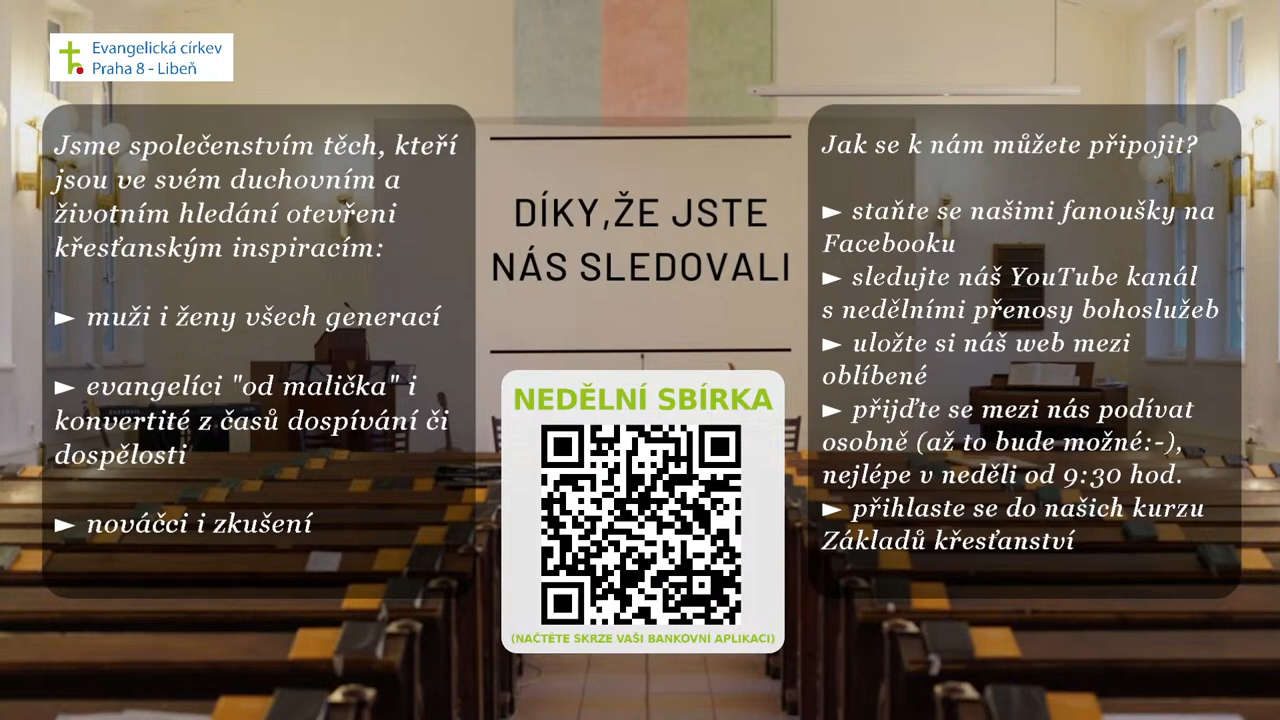 Evangelická církev
Praha 8 - Libeň
Jsme společenstvím těch, kteří
jsou ve svém duchovním a
životním hledání otevřeni
křesťanským inspiracím:
► muži i ženy všech generací
► evangelíci "od malička" i
konvertité z časů dospívání či
dospělosti
► nováčci i zkušení
DÍKY,ŽE JSTE
NÁS SLEDOVALI
NEDĚLNÍ SBÍRKA
(NAČTĚTE SKRZE VAŠI BANKOVNÍ APLIKACI)
Jak se k nám můžete připojit?
► staňte se našimi fanoušky na
Facebooku
► sledujte náš YouTube kanál
s nedělními přenosy bohoslužeb
► uložte si náš web mezi
oblíbené
► přijďte se mezi nás podívat
osobně (až to bude možné:-),
nejlépe v neděli od 9:30 hod.
► přihlaste se do našich kurzu
Základů křesťanství